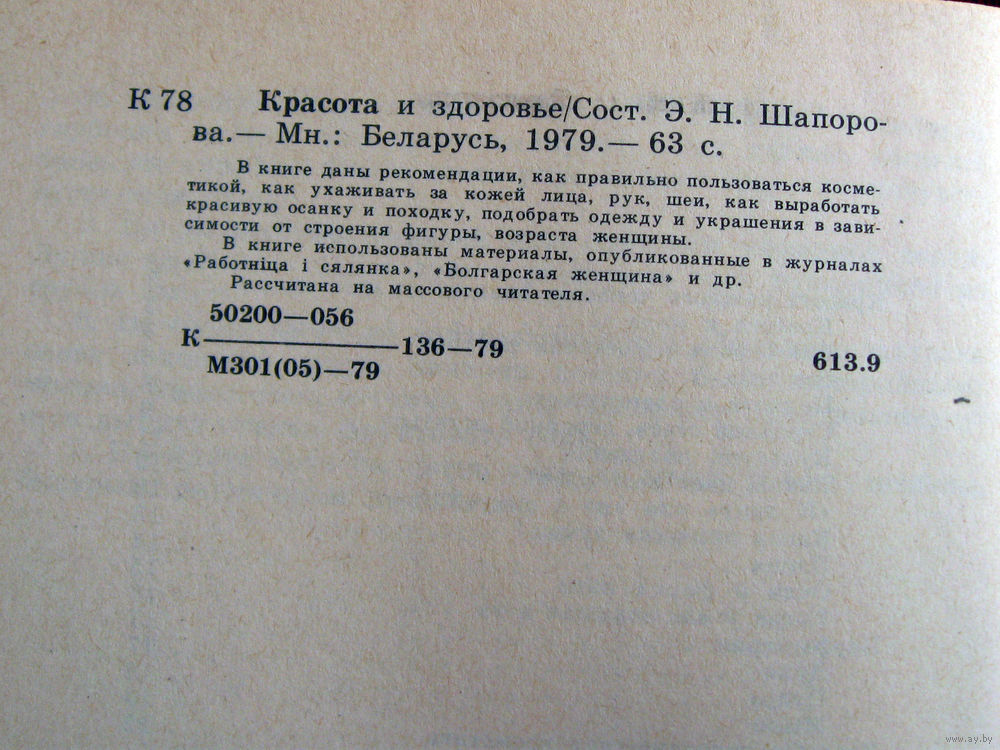 К 78 Красота и здоровье/Сост. Э. Н. Шапоро-
ва.— Мн.: Беларусь, 1979.— 63 с.
В книге даны рекомендации, как правильно пользоваться косме-
тикой, как ухаживать за кожей лица, рук, шеи, как выработать
красивую осанку и походку, подобрать одежду и украшения в зави-
симости от строения фигуры, возраста женщины.
В книге использованы материалы, опубликованные в журналах
«Работніца і сялянка», «Болгарская женщина» и др.
Рассчитана на массового читателя.
50200—056
К————136—79
М301(05)—79
613.9
www.ay.by